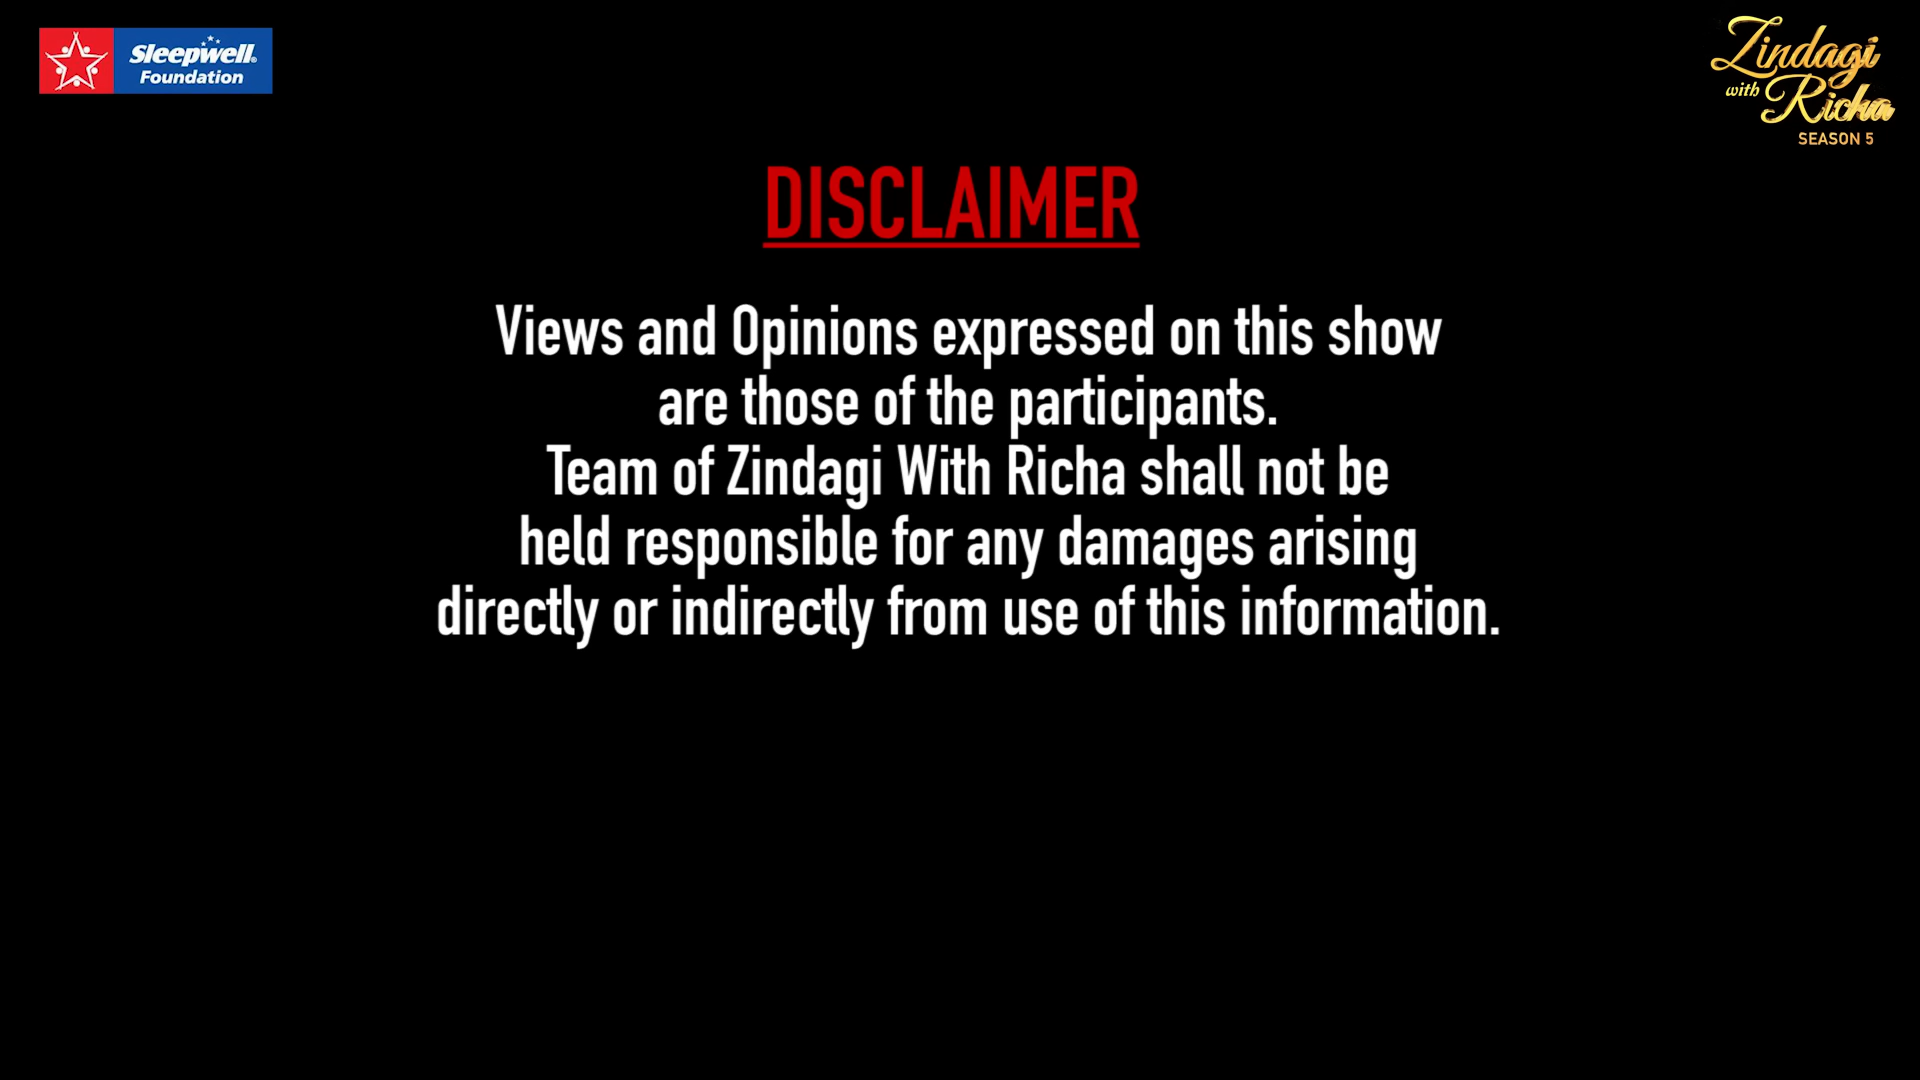 Sleepwell
Foundation
Zindagi
with Richa
SEASON 5
DISCLAIMER
Views and Opinions expressed on this show
are those of the participants.
Team of Zindagi With Richa shall not be
held responsible for any damages arising
directly or indirectly from use of this information.